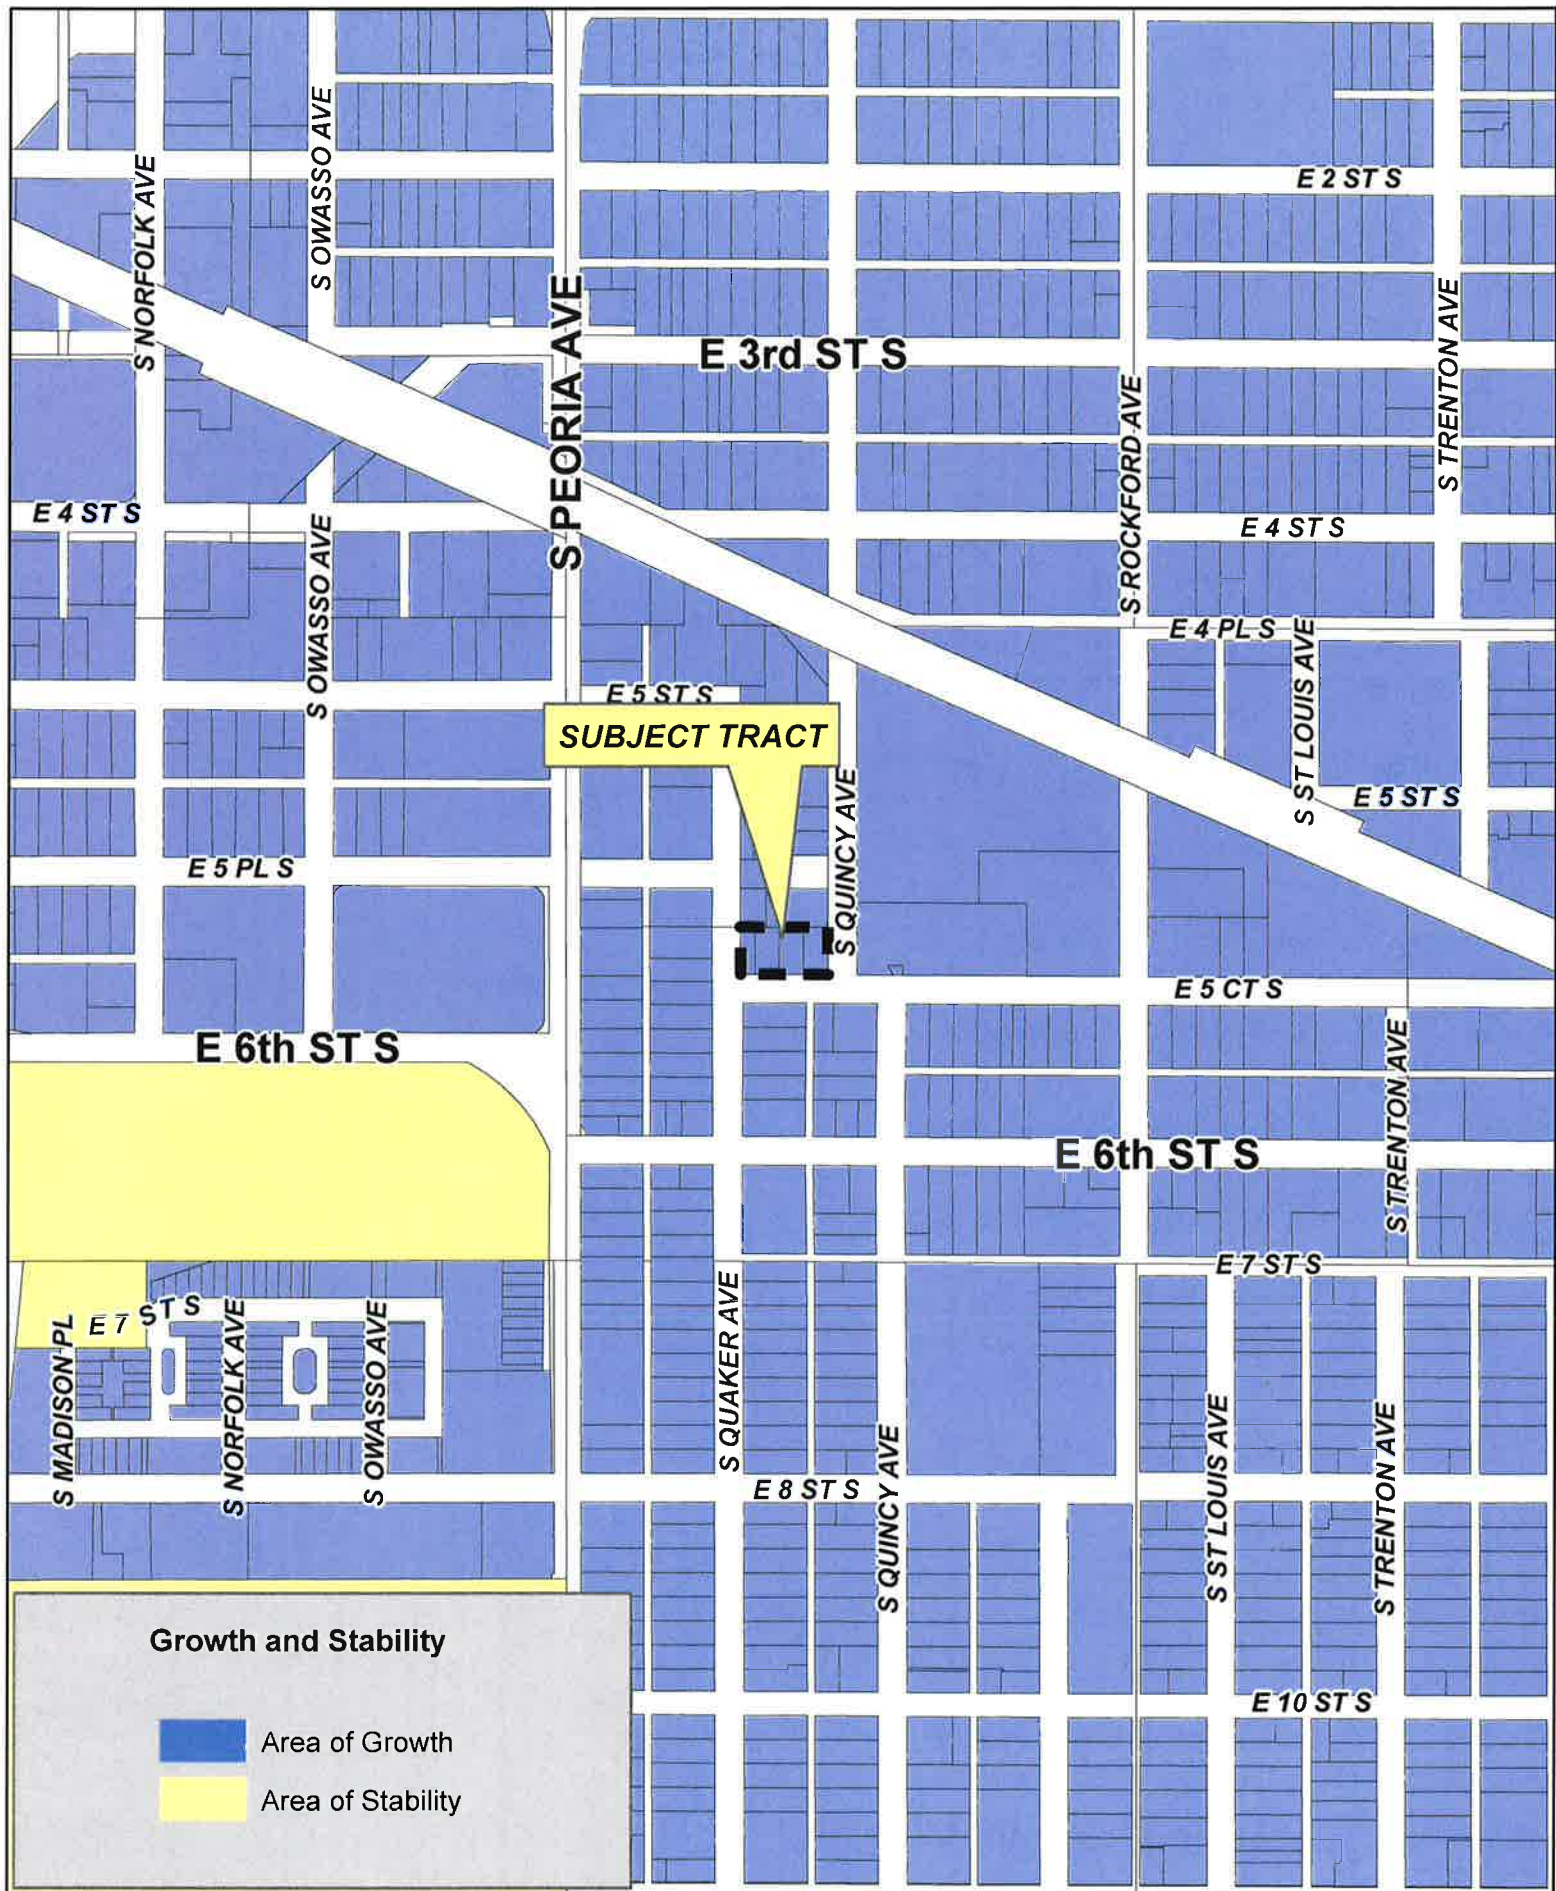 S OWASSO AVE
S NORFOLK AVE
E 2 ST S
S PEORIA AVE
S TRENTON AVE
E 3rd ST S
S ROCKFORD AVE
E 4 ST S
S OWASSO AVE
E 4 ST S
E 4 PL S
S ST LOUIS AVE
E 5 ST S
SUBJECT TRACT
S QUINCY AVE
E 5 ST S
E 5 PL S
E 5 CT S
E 6th ST S
S TRENTON AVE
E 6th ST S
E 7 ST S
S QUAKER AVE
E 7 ST S
S MADISON PL
S NORFOLK AVE
S OWASSO AVE
S ST LOUIS AVE
S TRENTON AVE
S QUINCY AVE
E 8 ST S
Growth and Stability
E 10 ST S
Area of Growth
Area of Stability